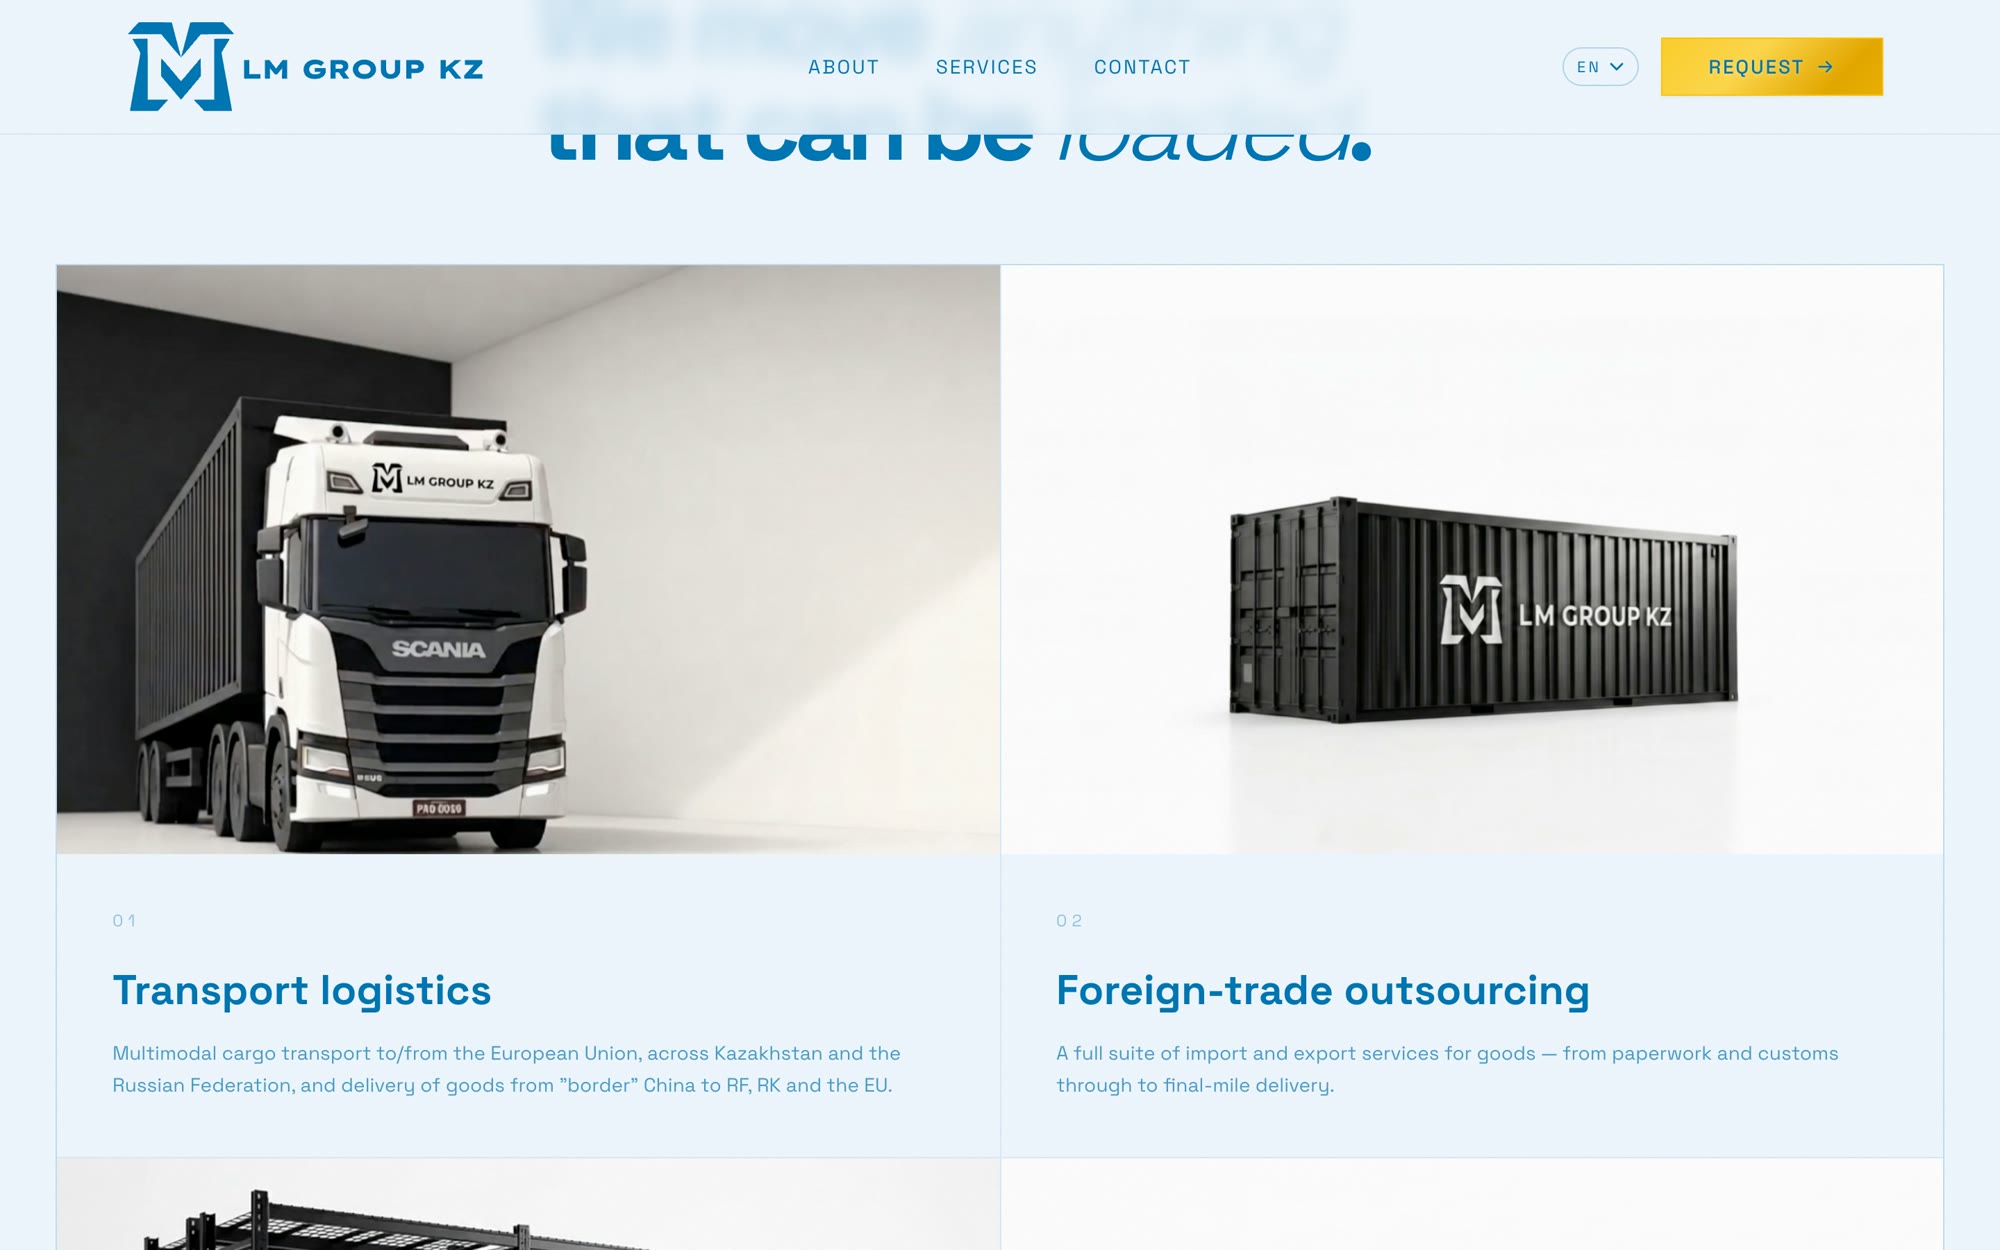 LM GROUP KZ
ABOUT
SERVICES
CONTACT
EN
REQUEST →
We move anything
that can be loaded.
LM GROUP KZ
SCANIA
LM GROUP KZ
01
Transport logistics
Multimodal cargo transport to/from the European Union, across Kazakhstan and the
Russian Federation, and delivery of goods from ”border” China to RF, RK and the EU.
02
Foreign-trade outsourcing
A full suite of import and export services for goods — from paperwork and customs
through to final-mile delivery.